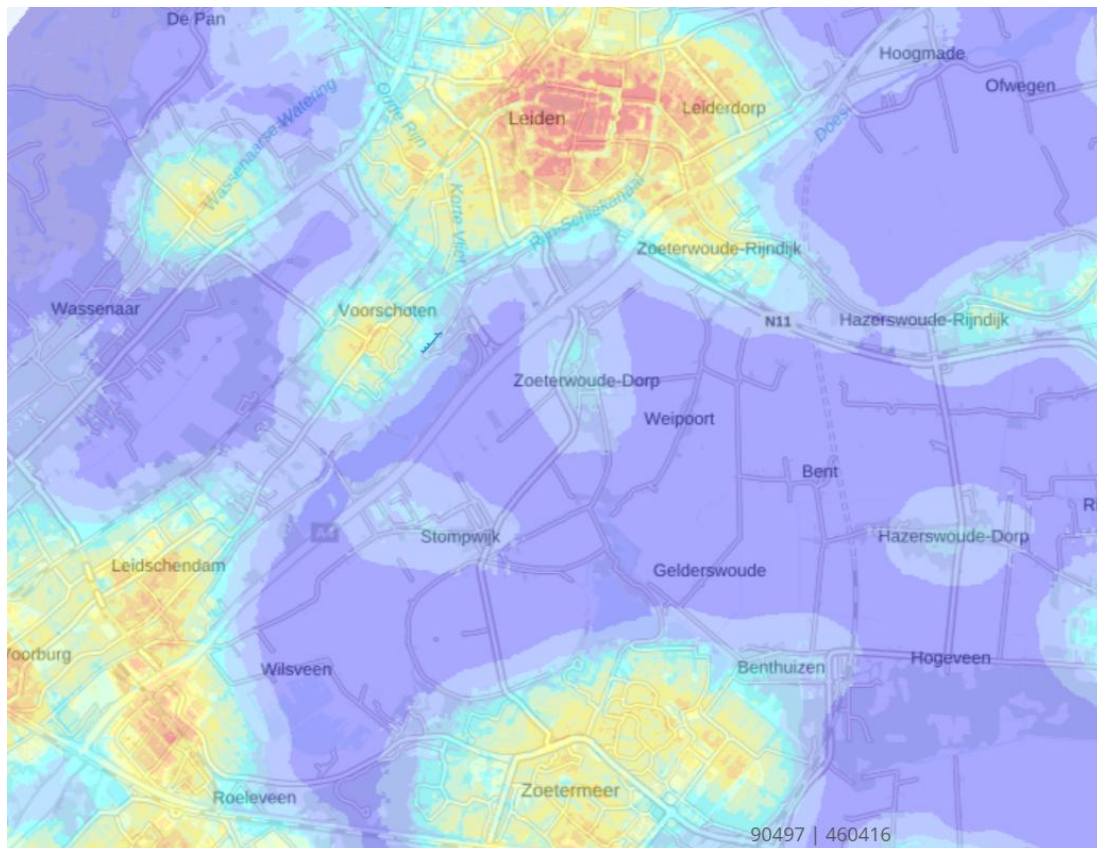 De Pan
Hoogmade
Ofwegen
Leiderdorp
Leiden
Oude Rijn
Does
Wassenaarse Watering
Korte Vliet
Rijn-Schiekanaal
Zoeterwoude-Rijndijk
Wassenaar
Voorschoten
N11
Hazerswoude-Rijndijk
Zoeterwoude-Dorp
Weipoort
Bent
R
A4
Stompwijk
Hazerswoude-Dorp
Leidschendam
Gelderswoude
Voorburg
Wilsveen
Benthuizen
Hogeveen
Roeleveen
Zoetermeer
90497 | 460416